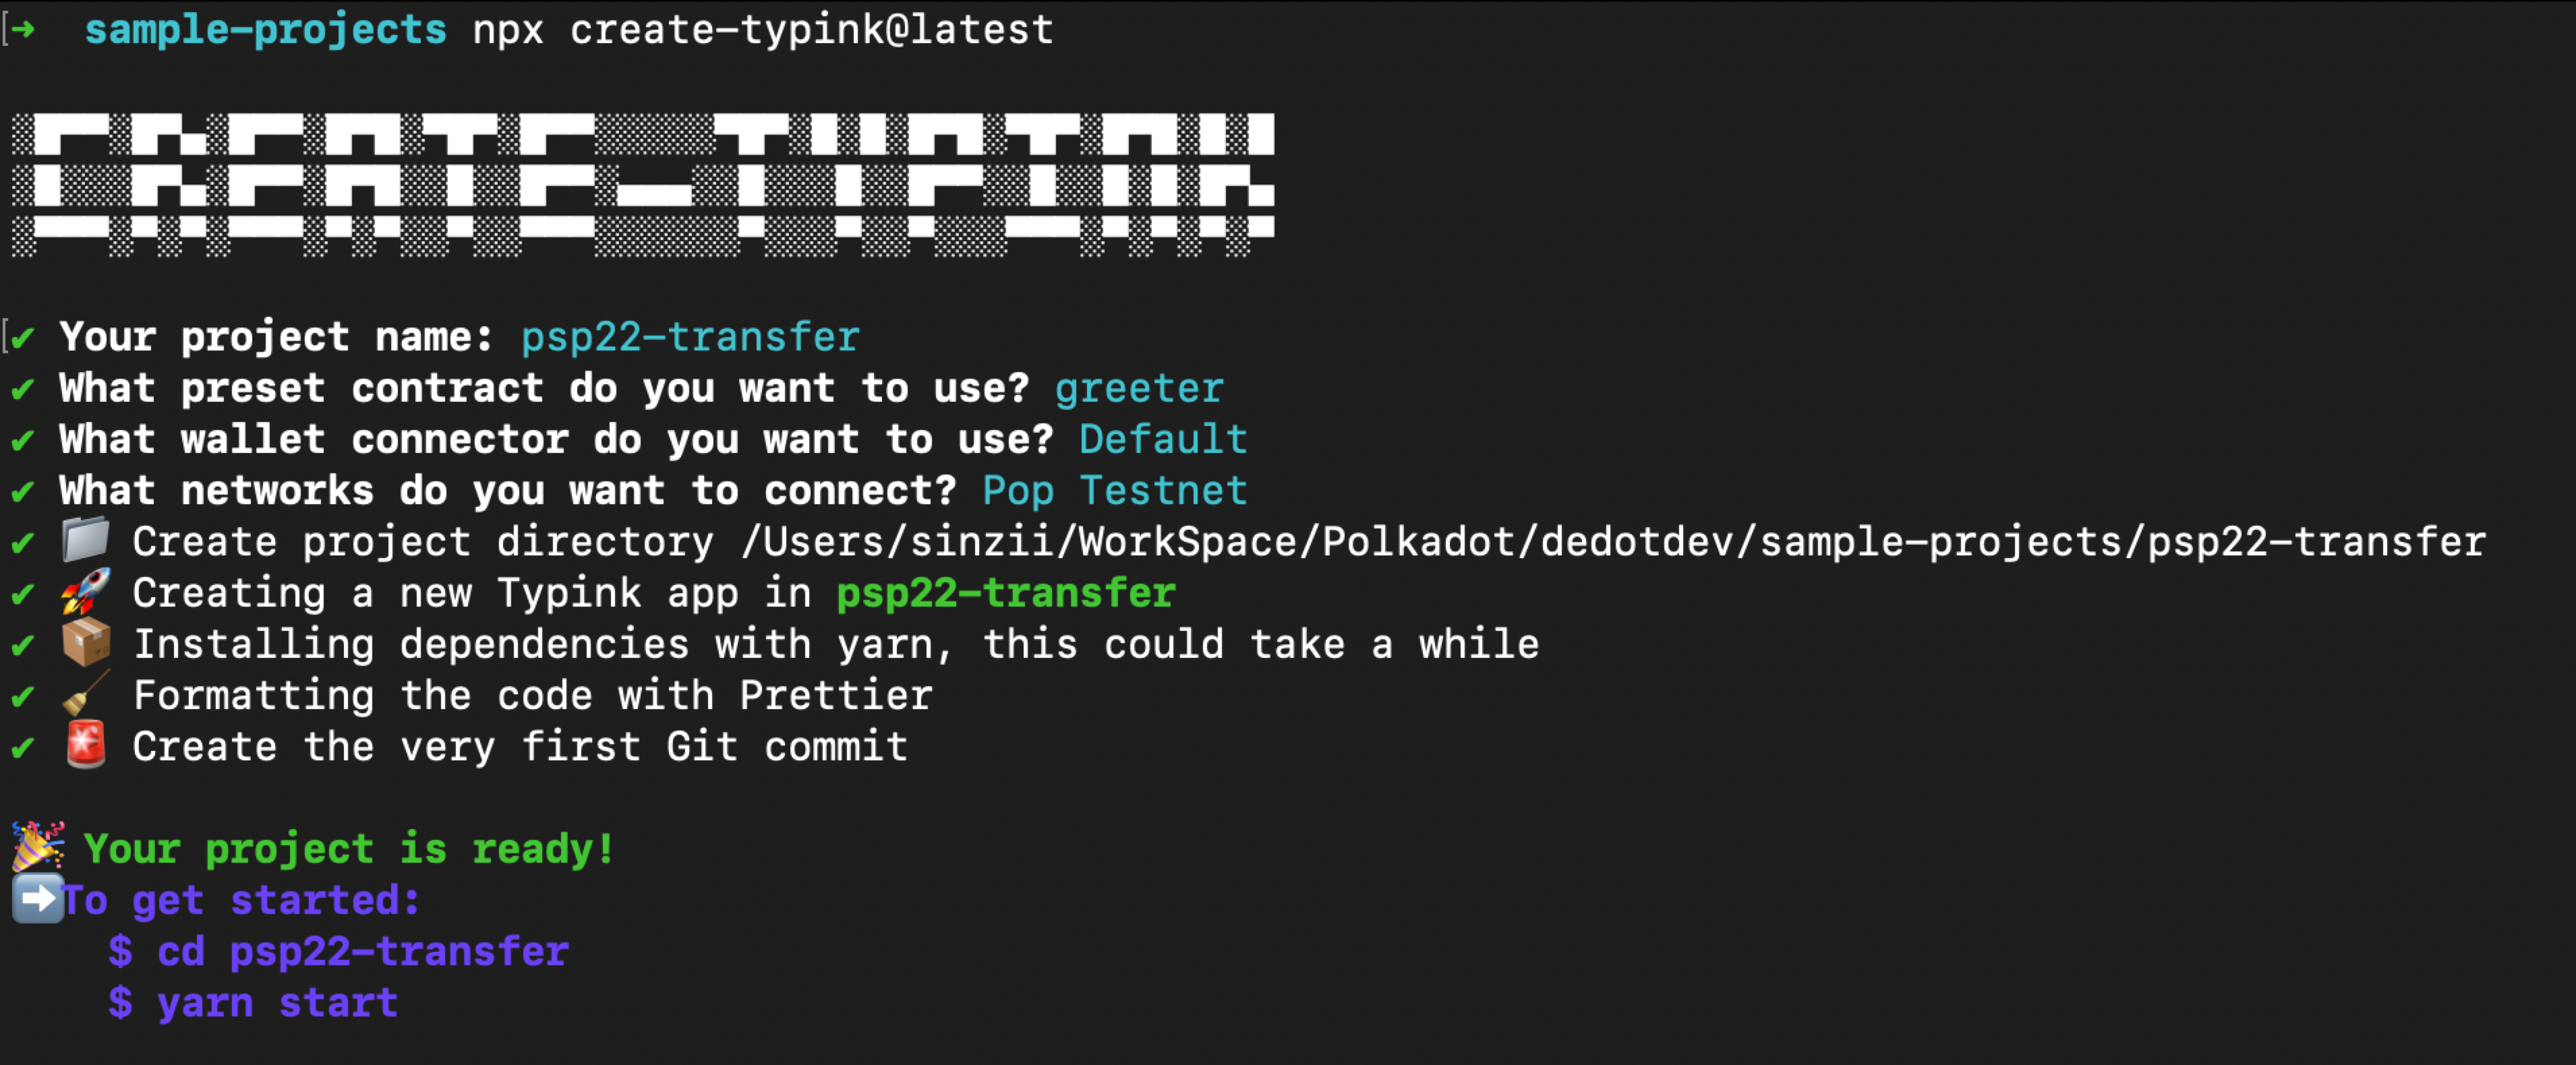 → sample-projects npx create-typink@latest
CREATE-TYPINK
✔ Your project name: psp22-transfer
✔ What preset contract do you want to use? greeter
✔ What wallet connector do you want to use? Default
✔ What networks do you want to connect? Pop Testnet
✔ 📁 Create project directory /Users/sinzii/WorkSpace/Polkadot/dedotdev/sample-projects/psp22-transfer
✔ 🚀 Creating a new Typink app in psp22-transfer
✔ 📦 Installing dependencies with yarn, this could take a while
✔ 🧹 Formatting the code with Prettier
✔ 🚨 Create the very first Git commit
🎉 Your project is ready!
➡️To get started:
$ cd psp22-transfer
$ yarn start